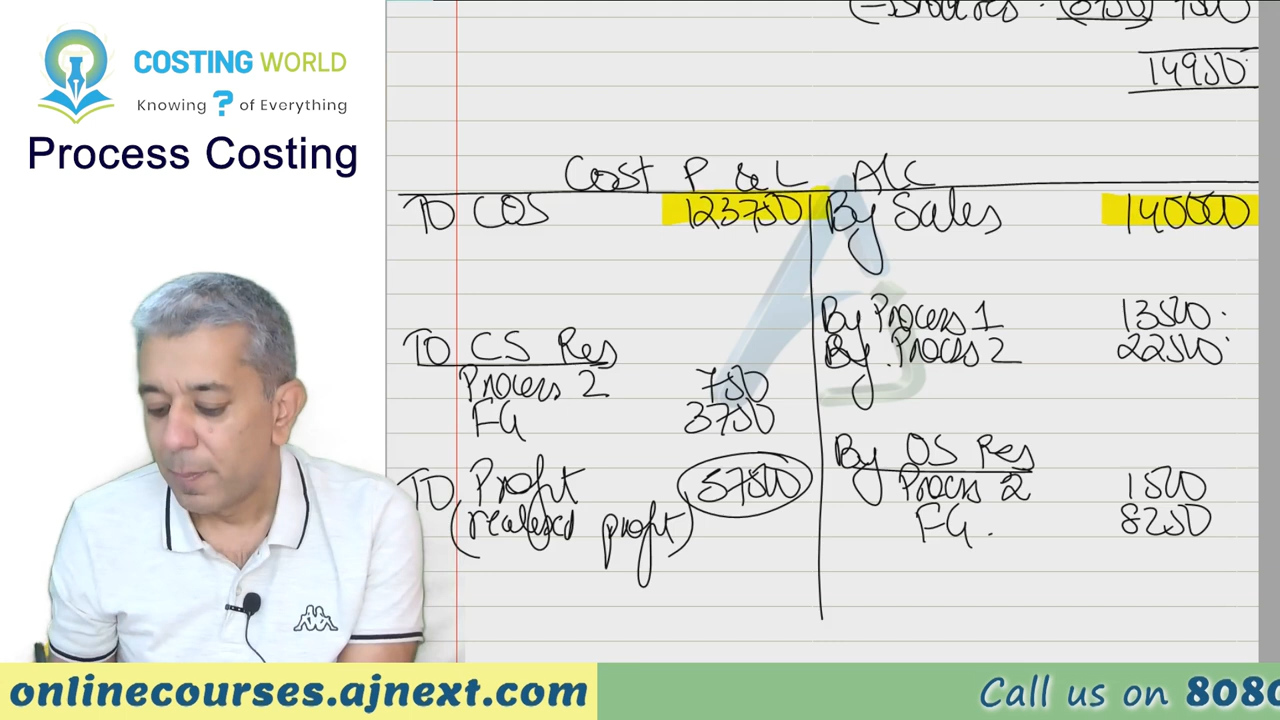 COSTING WORLD
Knowing ? of Everything
Process Costing
14950
Cost P & L A/C
TO COS 123750 By Sales 140000
By Process 1 13500
TO CS Res By Process 2 22500
Process 2 750
FG 3750
By OS Res
TO Profit 57500 Process 2 1500
(realised profit) FG 8250
onlinecourses.ajnext.com Call us on 8080